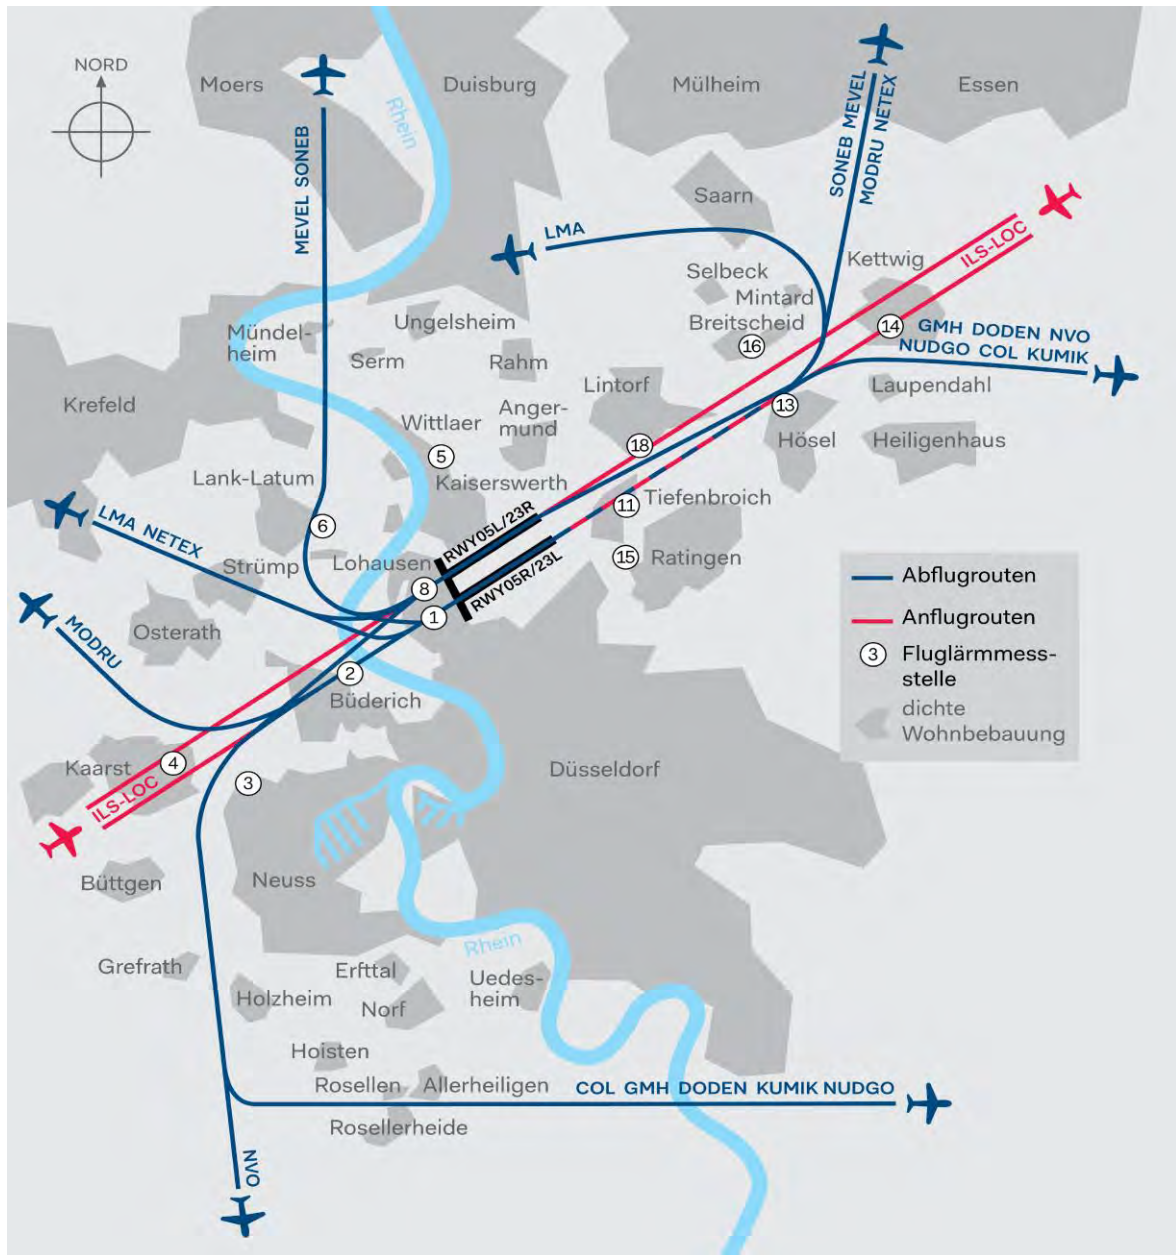 NORD
Moers
Duisburg
Mülheim
Essen
Rhein
MEVEL SONEB
SONEB MEVEL
MODRU NETEX
Saarn
LMA
ILS-LOC
Kettwig
Selbeck
Mintard
Breitscheid
16
14
GMH DODEN NVO
NUDGO COL KUMIK
Mündel-
heim
Ungelsheim
Serm
Rahm
Lintorf
Laupendahl
Krefeld
Wittlaer
Anger-
mund
13
Hösel
Heiligenhaus
5
18
Lank-Latum
Kaiserswerth
Tiefenbroich
11
6
LMA NETEX
RWY05L/23R
RWY05R/23L
Strümp
Lohausen
15
Ratingen
8
1
Osterath
MODRU
2
Büderich
Abflugrouten
Anflugrouten
3
Fluglärmmess-
stelle
dichte
Wohnbebauung
Kaarst
4
3
ILS-LOC
Düsseldorf
Büttgen
Neuss
Rhein
Grefrath
Erfttal
Uedes-
heim
Holzheim
Norf
Hoisten
Rosellen
Allerheiligen
COL GMH DODEN KUMIK NUDGO
Rosellerheide
NVO